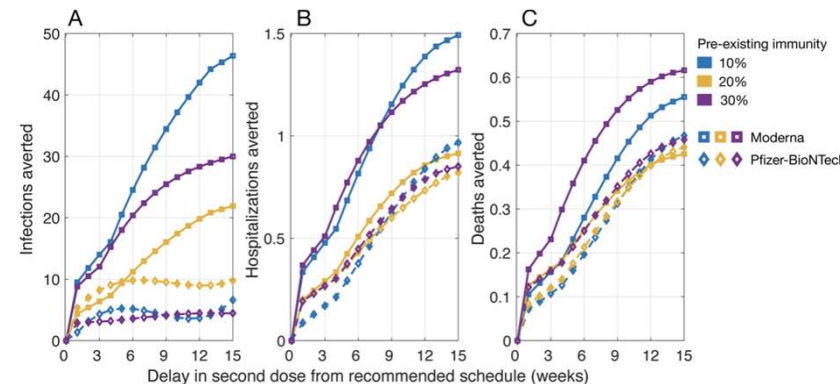 A
B
C
50
40
30
20
10
0
Infections averted
0 3 6 9 12 15
1.5
1
0.5
0
Hospitalizations averted
0 3 6 9 12 15
0.7
0.6
0.5
0.4
0.3
0.2
0.1
0
Deaths averted
0 3 6 9 12 15
Delay in second dose from recommended schedule (weeks)
Pre-existing immunity
10%
20%
30%
Moderna
Pfizer-BioNTech